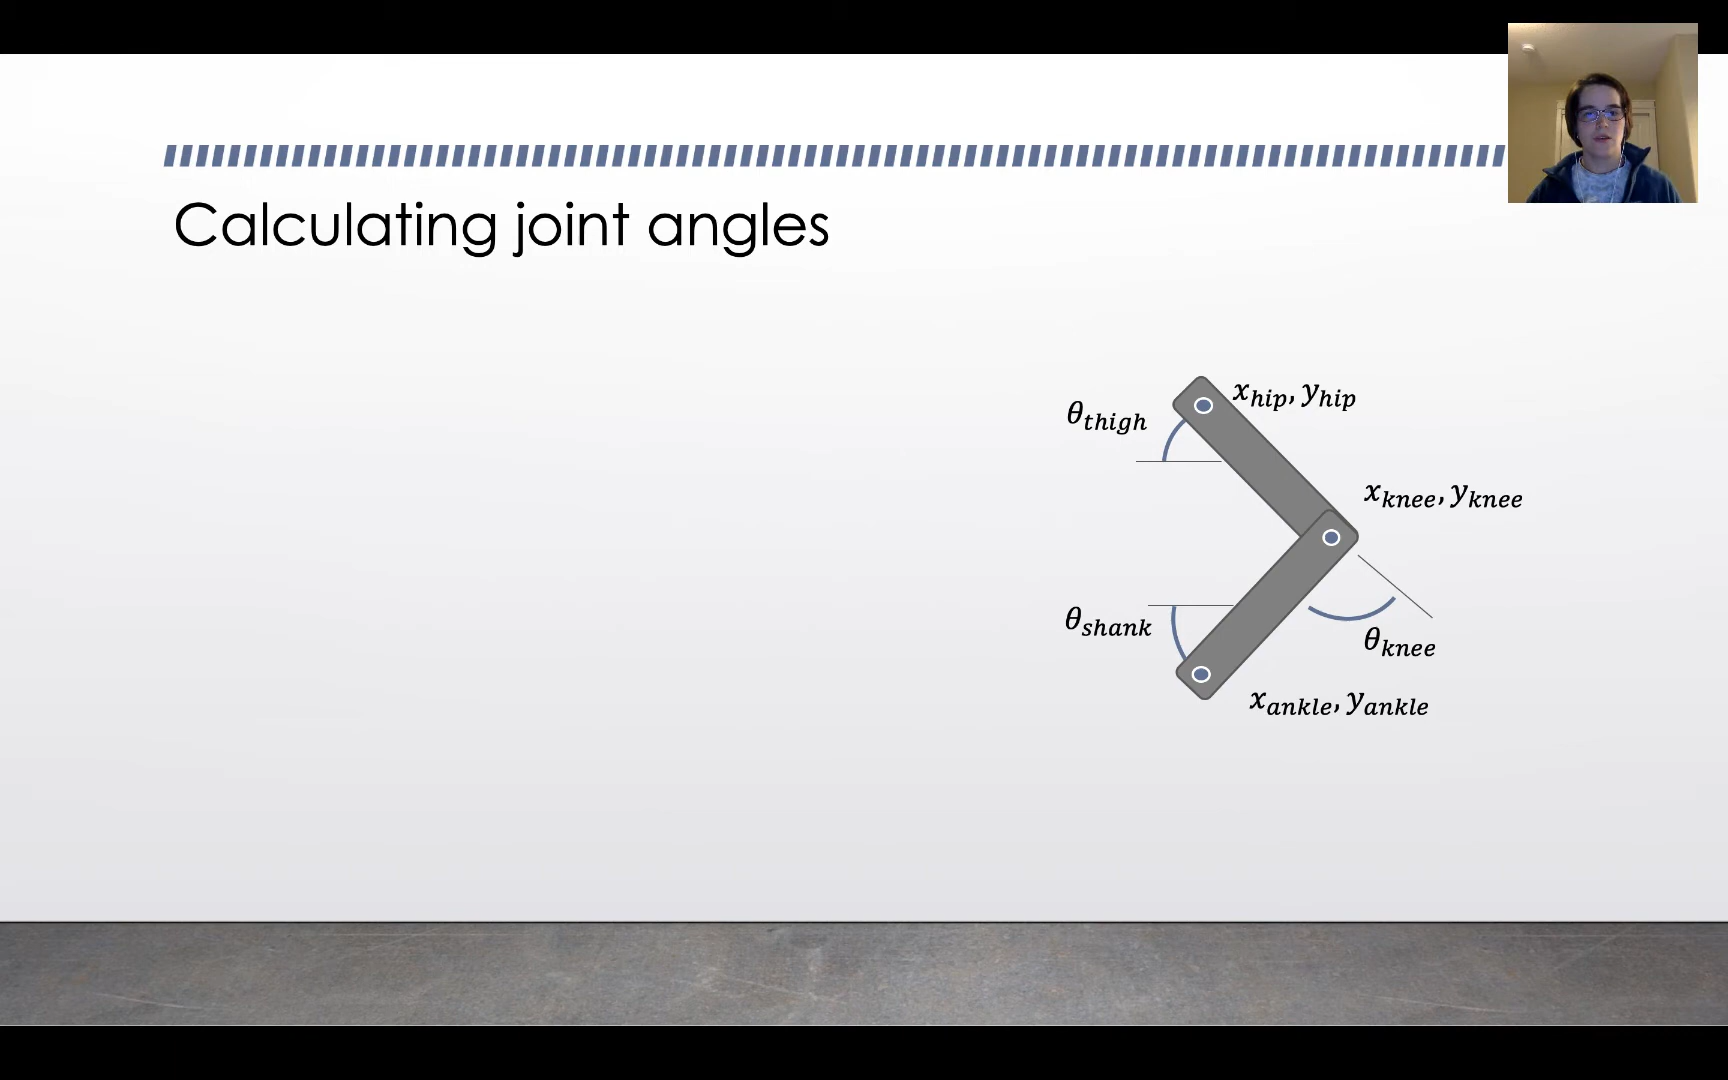 Calculating joint angles
x_hip, y_hip
θ_thigh
x_knee, y_knee
θ_shank
θ_knee
x_ankle, y_ankle